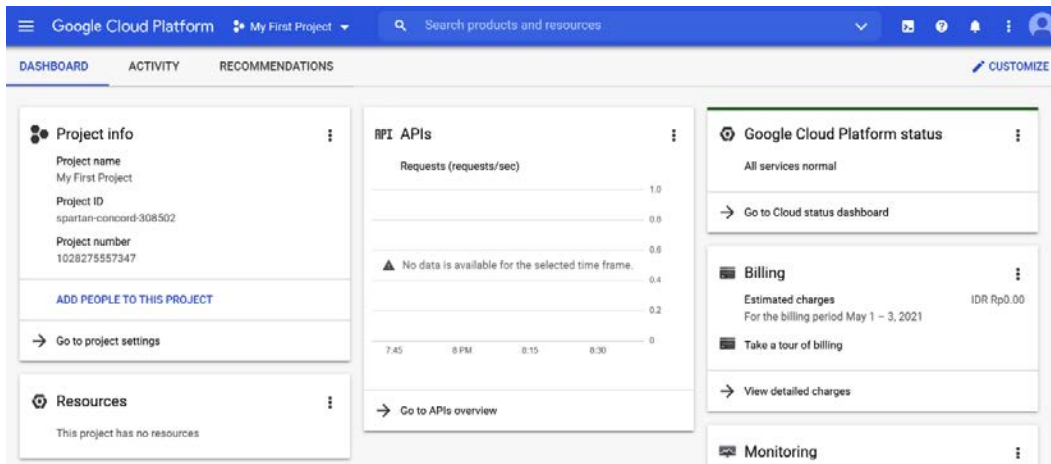 Google Cloud Platform My First Project Search products and resources
DASHBOARD ACTIVITY RECOMMENDATIONS CUSTOMIZE
Project info
Project name
My First Project
Project ID
spartan-concord-308502
Project number
1028275557347
ADD PEOPLE TO THIS PROJECT
Go to project settings
Resources
This project has no resources
API APIs
Requests (requests/sec)
1.0
0.8
0.6
No data is available for the selected time frame.
0.4
0.2
0
7:45 8 PM 8:15 8:30
Go to APIs overview
Google Cloud Platform status
All services normal
Go to Cloud status dashboard
Billing
Estimated charges IDR Rp0.00
For the billing period May 1 – 3, 2021
Take a tour of billing
View detailed charges
Monitoring